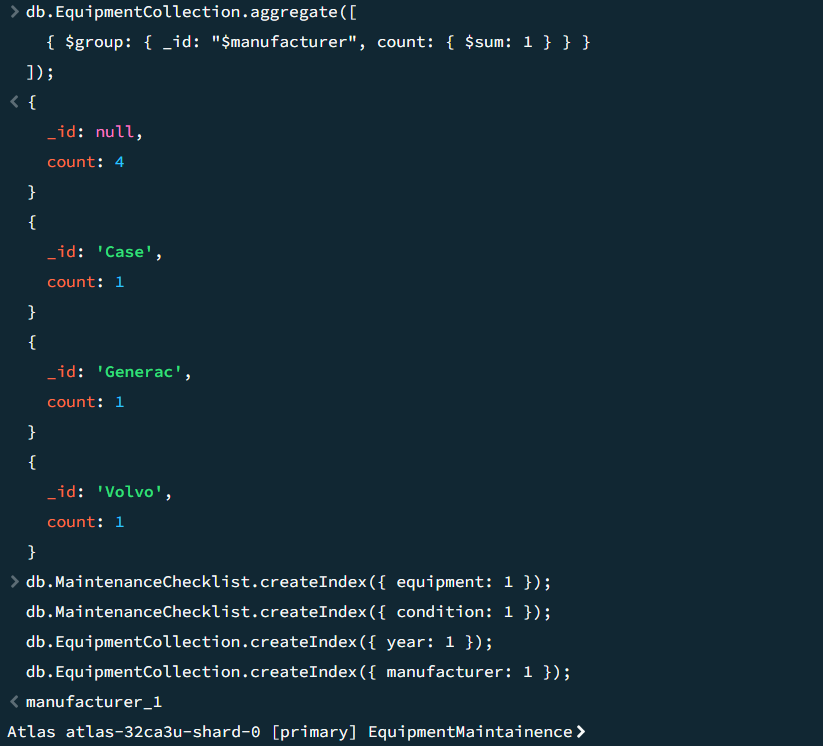 > db.EquipmentCollection.aggregate([
    { $group: { _id: "$manufacturer", count: { $sum: 1 } } }
  ]);
< {
    _id: null,
    count: 4
  }
  {
    _id: 'Case',
    count: 1
  }
  {
    _id: 'Generac',
    count: 1
  }
  {
    _id: 'Volvo',
    count: 1
  }
> db.MaintenanceChecklist.createIndex({ equipment: 1 });
  db.MaintenanceChecklist.createIndex({ condition: 1 });
  db.EquipmentCollection.createIndex({ year: 1 });
  db.EquipmentCollection.createIndex({ manufacturer: 1 });
< manufacturer_1
Atlas atlas-32ca3u-shard-0 [primary] EquipmentMaintainence>